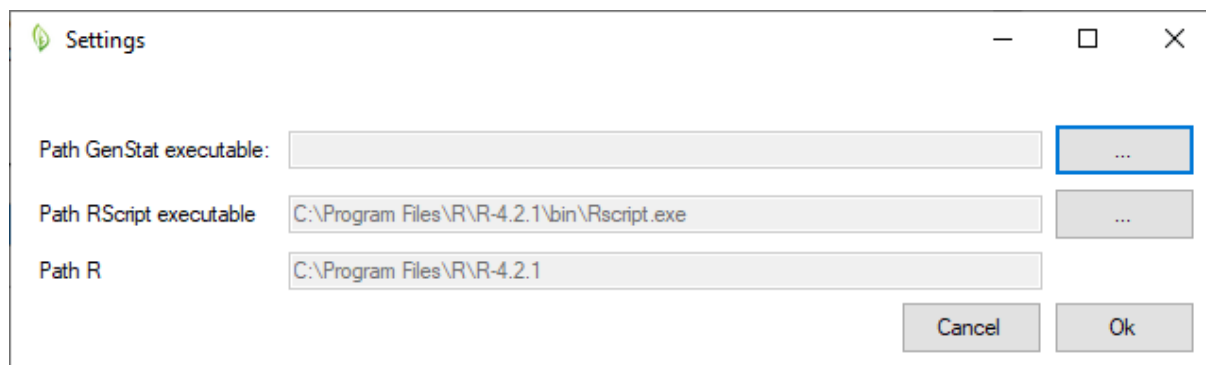 Settings
Path GenStat executable:
...
Path RScript executable
C:\Program Files\R\R-4.2.1\bin\Rscript.exe
...
Path R
C:\Program Files\R\R-4.2.1
Cancel
Ok